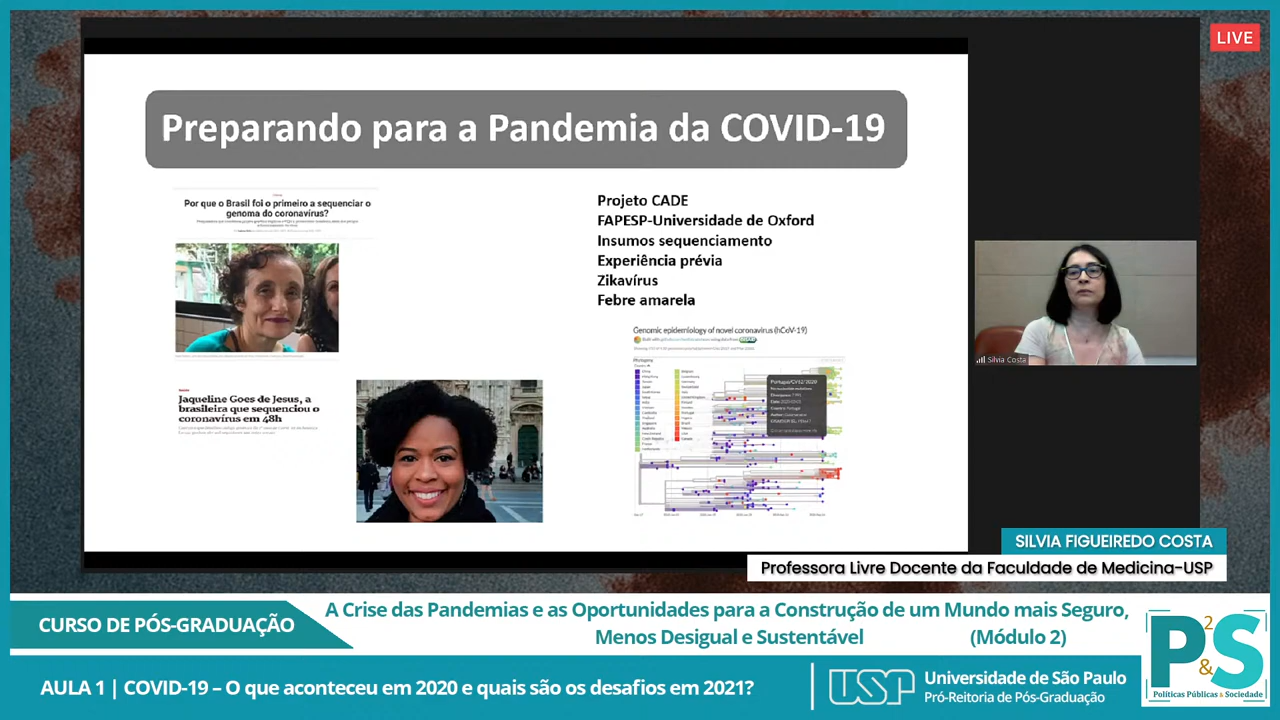 LIVE
Preparando para a Pandemia da COVID-19
Por que o Brasil foi o primeiro a sequenciar o
genoma do coronavírus?
Projeto CADE
FAPESP-Universidade de Oxford
Insumos sequenciamento
Experiência prévia
Zikavírus
Febre amarela
Jaqueline Goes de Jesus, a
brasileira que sequenciou o
coronavírus em 48h
Genomic epidemiology of novel coronavirus (hCoV-19)
Phylogeny
Silvia Costa
SILVIA FIGUEIREDO COSTA
Professora Livre Docente da Faculdade de Medicina-USP
CURSO DE PÓS-GRADUAÇÃO
A Crise das Pandemias e as Oportunidades para a Construção de um Mundo mais Seguro,
Menos Desigual e Sustentável (Módulo 2)
AULA 1 | COVID-19 – O que aconteceu em 2020 e quais são os desafios em 2021?
USP
Universidade de São Paulo
Pró-Reitoria de Pós-Graduação
P2&S
Políticas Públicas & Sociedade